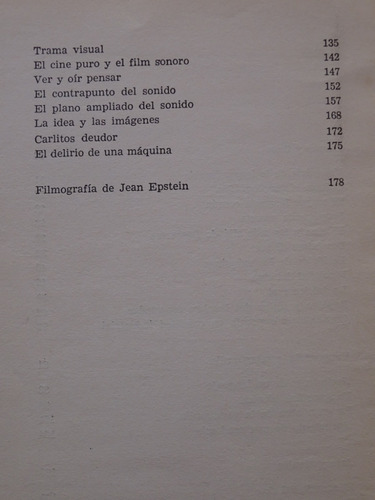 Trama visual 135
El cine puro y el film sonoro 142
Ver y oír pensar 147
El contrapunto del sonido 152
El plano ampliado del sonido 157
La idea y las imágenes 168
Carlitos deudor 172
El delirio de una máquina 175
Filmografía de Jean Epstein 178